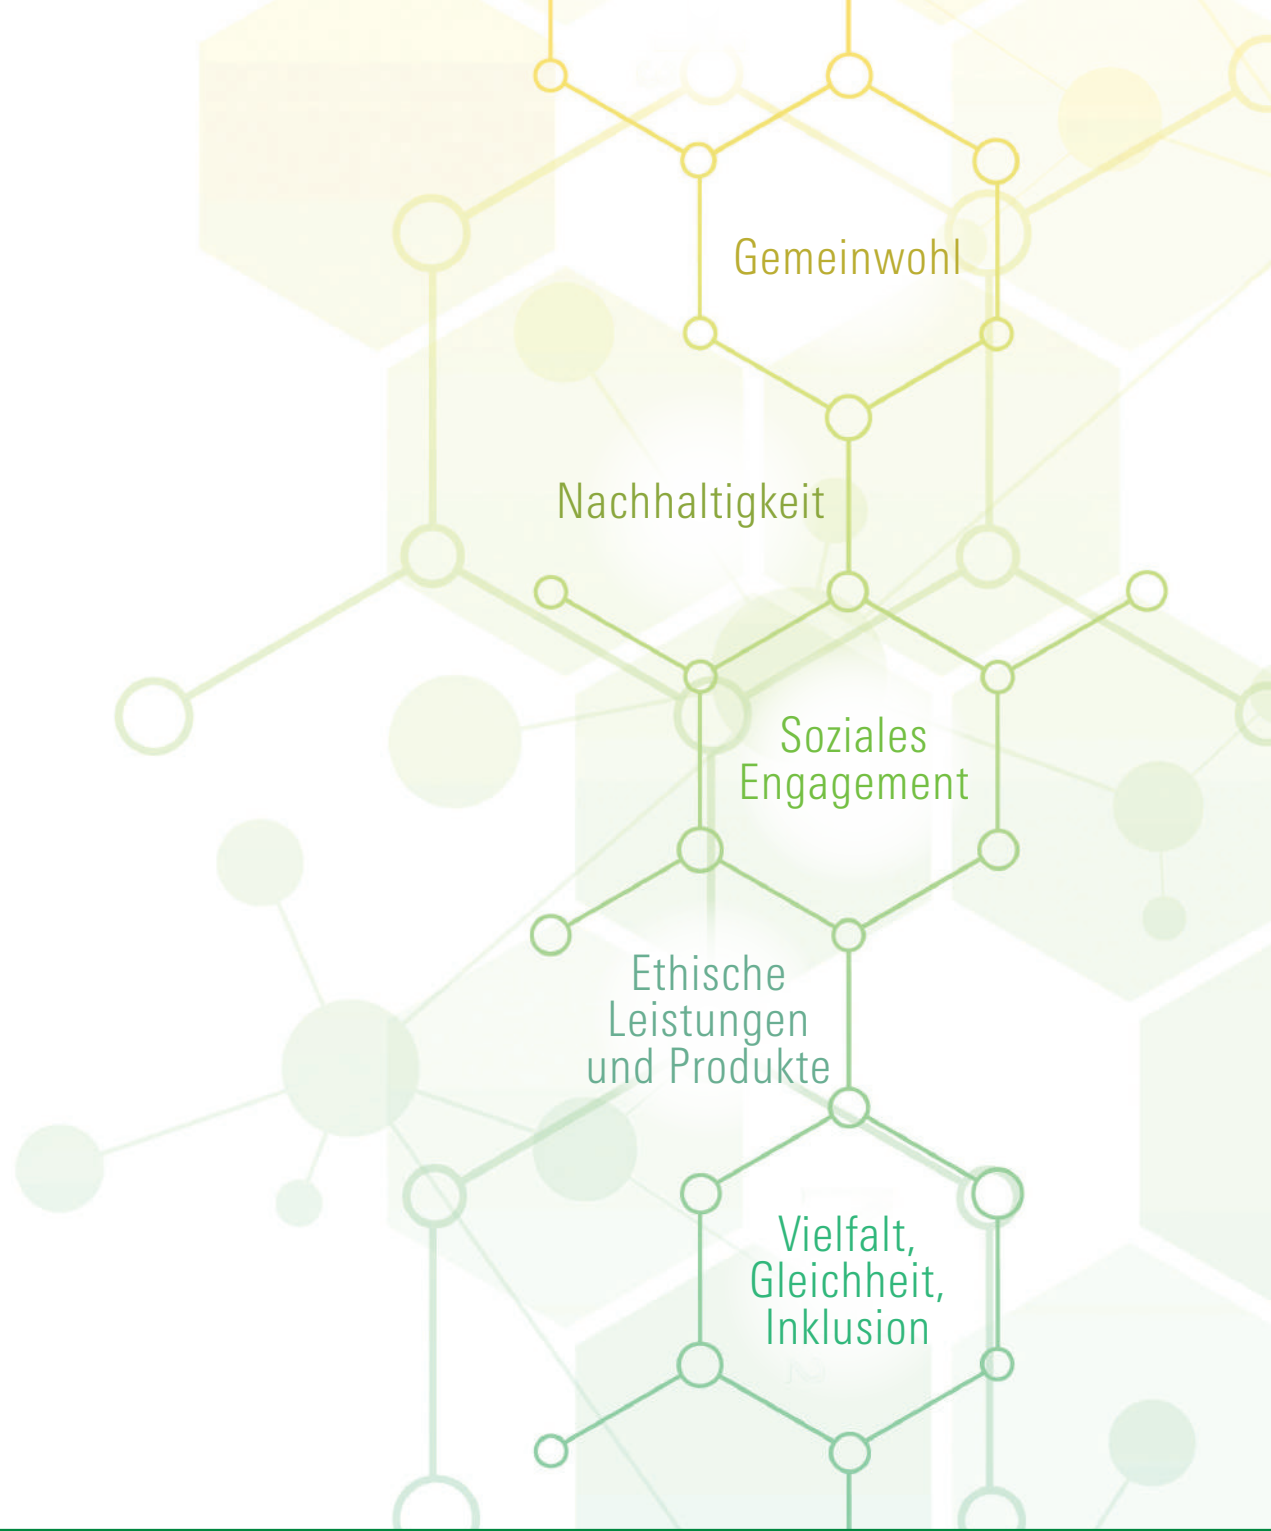 Gemeinwohl
Nachhaltigkeit
Soziales
Engagement
Ethische
Leistungen
und Produkte
Vielfalt,
Gleichheit,
Inklusion